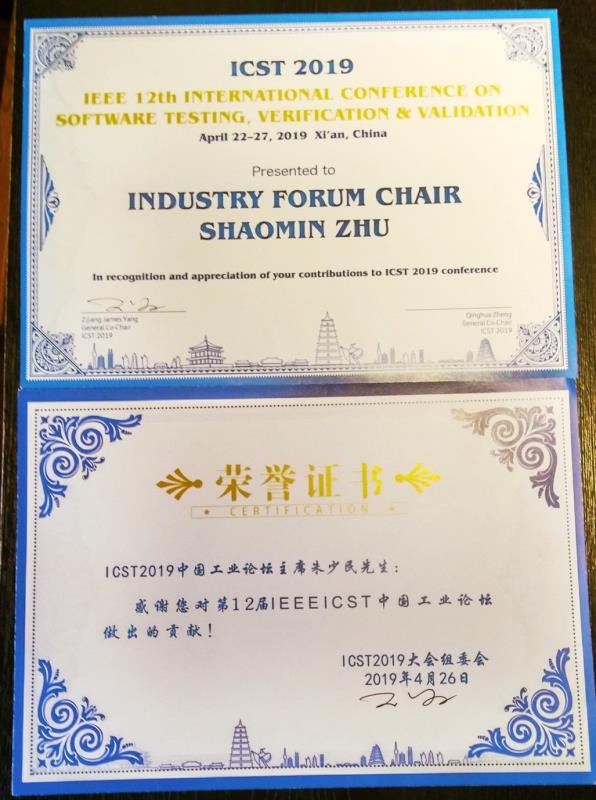 ICST 2019
IEEE 12th INTERNATIONAL CONFERENCE ON
SOFTWARE TESTING, VERIFICATION & VALIDATION
April 22-27, 2019 Xi'an, China
Presented to
INDUSTRY FORUM CHAIR
SHAOMIN ZHU
In recognition and appreciation of your contributions to ICST 2019 conference
Zijiang James Yang
General Co-Chair
ICST 2019
Qinghua Zheng
General Co-Chair
ICST 2019
荣誉证书
CERTIFICATION
ICST2019中国工业论坛主席朱少民先生：
感谢您对第12届IEEEICST中国工业论坛
做出的贡献！
ICST2019大会组委会
2019年4月26日